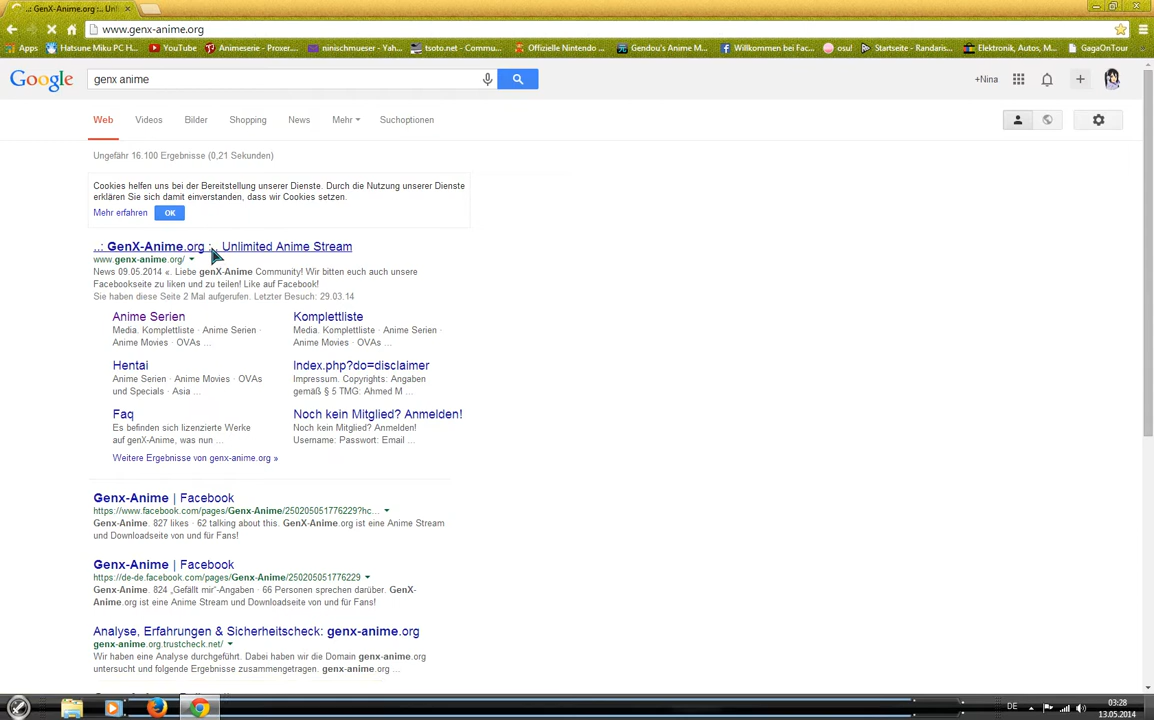 ..: GenX-Anime.org :.. Unl
www.genx-anime.org
Apps Hatsune Miku PC H... YouTube Animeserie - Proxer.... ninischmueser - Yah... tsoto.net - Commu... Offizielle Nintendo ... Gendou's Anime M... Willkommen bei Fac... osu! Startseite - Randaris... Elektronik, Autos, M... GagaOnTour
Google genx anime +Nina
Web Videos Bilder Shopping News Mehr Suchoptionen
Ungefähr 16.100 Ergebnisse (0,21 Sekunden)
Cookies helfen uns bei der Bereitstellung unserer Dienste. Durch die Nutzung unserer Dienste
erklären Sie sich damit einverstanden, dass wir Cookies setzen.
Mehr erfahren OK
..: GenX-Anime.org :.. Unlimited Anime Stream
www.genx-anime.org/
News 09.05.2014 «. Liebe genX-Anime Community! Wir bitten euch auch unsere
Facebookseite zu liken und zu teilen! Like auf Facebook!
Sie haben diese Seite 2 Mal aufgerufen. Letzter Besuch: 29.03.14
Anime Serien
Media. Komplettliste · Anime Serien ·
Anime Movies · OVAs ...
Komplettliste
Media. Komplettliste · Anime Serien ·
Anime Movies · OVAs ...
Hentai
Anime Serien · Anime Movies · OVAs
und Specials · Asia ...
Index.php?do=disclaimer
Impressum. Copyrights: Angaben
gemäß § 5 TMG: Ahmed M ...
Faq
Es befinden sich lizenzierte Werke
auf genX-Anime, was nun ...
Noch kein Mitglied? Anmelden!
Noch kein Mitglied? Anmelden!
Username: Passwort: Email ...
Weitere Ergebnisse von genx-anime.org »
Genx-Anime | Facebook
https://www.facebook.com/pages/Genx-Anime/250205051776229?hc...
Genx-Anime. 827 likes · 62 talking about this. GenX-Anime.org ist eine Anime Stream
und Downloadseite von und für Fans!
Genx-Anime | Facebook
https://de-de.facebook.com/pages/Genx-Anime/250205051776229
Genx-Anime. 824 „Gefällt mir"-Angaben · 66 Personen sprechen darüber. GenX-
Anime.org ist eine Anime Stream und Downloadseite von und für Fans!
Analyse, Erfahrungen & Sicherheitscheck: genx-anime.org
genx-anime.org.trustcheck.net/
Wir haben eine Analyse durchgeführt. Dabei haben wir die Domain genx-anime.org
untersucht und folgende Ergebnisse zusammengetragen. genx-anime.org ...
DE 03:28
13.05.2014